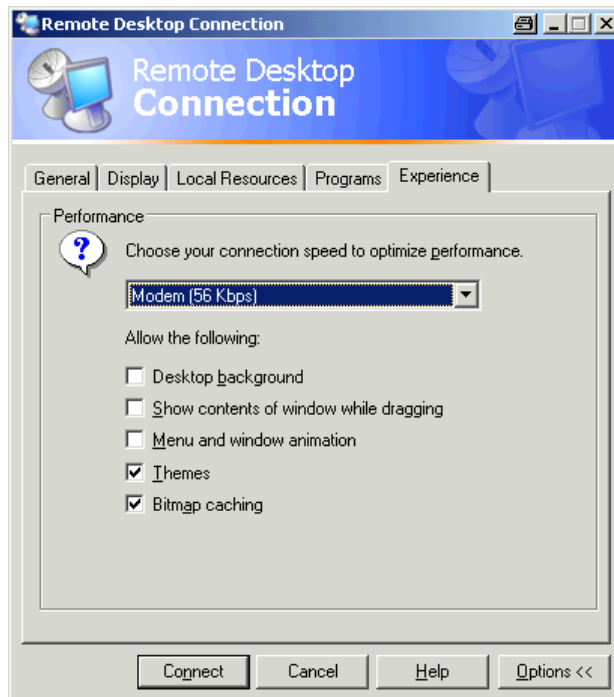 Remote Desktop Connection
Remote Desktop
Connection
General Display Local Resources Programs Experience
Performance
?
Choose your connection speed to optimize performance.
Modem (56 Kbps)
Allow the following:
Desktop background
Show contents of window while dragging
Menu and window animation
Themes
Bitmap caching
Connect Cancel Help Options <<